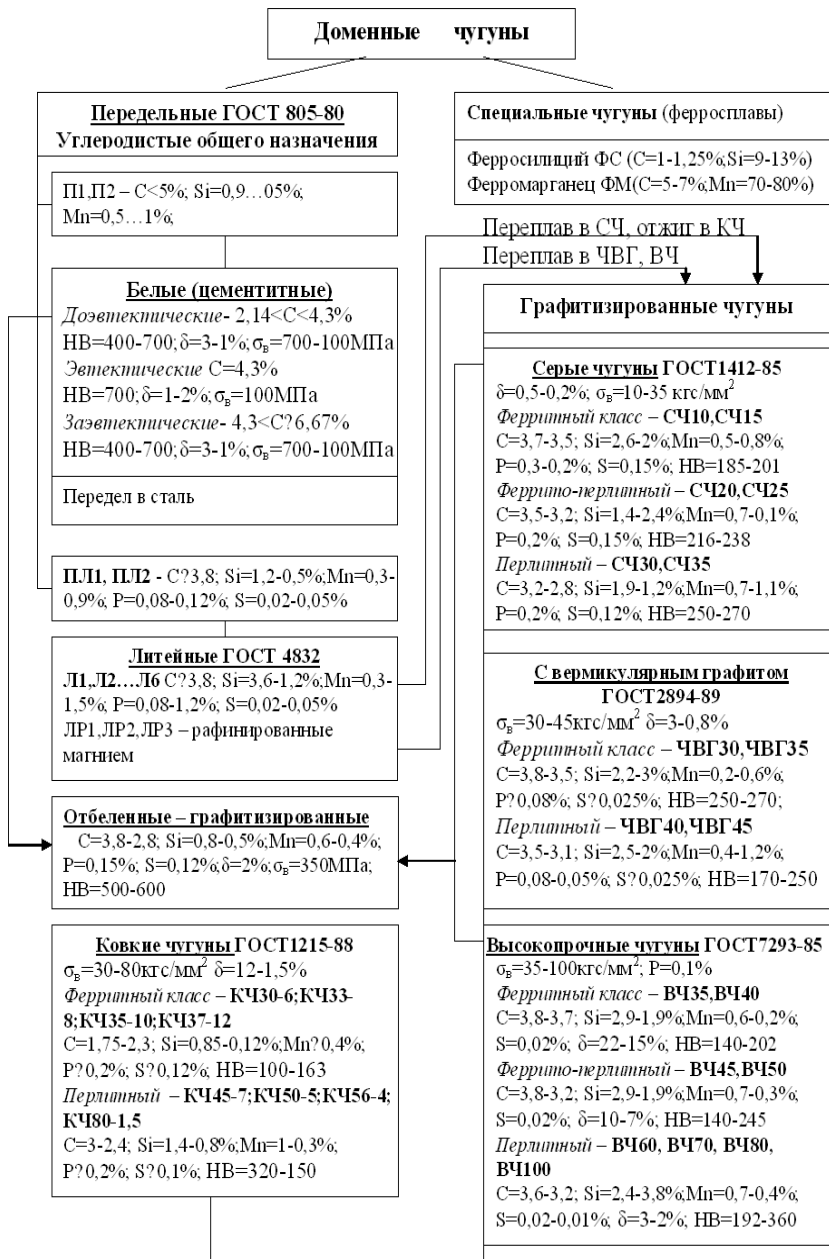 Доменные чугуны
Передельные ГОСТ 805-80
Углеродистые общего назначения
П1,П2 – С<5%; Si=0,9…05%;
Mn=0,5…1%;
Белые (цементитные)
Доэвтектические- 2,14<C<4,3%
НВ=400-700;δ=3-1%;σв=700-100МПа
Эвтектические С=4,3%
НВ=700;δ=1-2%;σв=100МПа
Заэвтектические- 4,3<C?6,67%
НВ=400-700;δ=3-1%;σв=700-100МПа
Передел в сталь
ПЛ1, ПЛ2 - С?3,8; Si=1,2-0,5%;Mn=0,3-
0,9%; P=0,08-0,12%; S=0,02-0,05%
Литейные ГОСТ 4832
Л1,Л2…Л6 С?3,8; Si=3,6-1,2%;Mn=0,3-
1,5%; P=0,08-1,2%; S=0,02-0,05%
ЛР1,ЛР2,ЛР3 – рафинированные
магнием
Отбеленные – графитизированные
С=3,8-2,8; Si=0,8-0,5%;Mn=0,6-0,4%;
P=0,15%; S=0,12%;δ=2%;σв=350МПа;
НВ=500-600
Ковкие чугуны ГОСТ1215-88
σв=30-80кгс/мм2 δ=12-1,5%
Ферритный класс – КЧ30-6;КЧ33-
8;КЧ35-10;КЧ37-12
С=1,75-2,3; Si=0,85-0,12%;Mn?0,4%;
P?0,2%; S?0,12%; НВ=100-163
Перлитный – КЧ45-7;КЧ50-5;КЧ56-4;
КЧ80-1,5
С=3-2,4; Si=1,4-0,8%;Mn=1-0,3%;
P?0,2%; S?0,1%; НВ=320-150
Специальные чугуны (ферросплавы)
Ферросилиций ФС (С=1-1,25%;Si=9-13%)
Ферромарганец ФМ(С=5-7%;Mn=70-80%)
Переплав в СЧ, отжиг в КЧ
Переплав в ЧВГ, ВЧ
Графитизированные чугуны
Серые чугуны ГОСТ1412-85
δ=0,5-0,2%; σв=10-35 кгс/мм2
Ферритный класс – СЧ10,СЧ15
С=3,7-3,5; Si=2,6-2%;Mn=0,5-0,8%;
P=0,3-0,2%; S=0,15%; НВ=185-201
Феррито-перлитный – СЧ20,СЧ25
С=3,5-3,2; Si=1,4-2,4%;Mn=0,7-0,1%;
P=0,2%; S=0,15%; НВ=216-238
Перлитный – СЧ30,СЧ35
С=3,2-2,8; Si=1,9-1,2%;Mn=0,7-1,1%;
P=0,2%; S=0,12%; НВ=250-270
С вермикулярным графитом
ГОСТ2894-89
σв=30-45кгс/мм2 δ=3-0,8%
Ферритный класс – ЧВГ30,ЧВГ35
С=3,8-3,5; Si=2,2-3%;Mn=0,2-0,6%;
P?0,08%; S?0,025%; НВ=250-270;
Перлитный – ЧВГ40,ЧВГ45
С=3,5-3,1; Si=2,5-2%;Mn=0,4-1,2%;
P=0,08-0,05%; S?0,025%; НВ=170-250
Высокопрочные чугуны ГОСТ7293-85
σв=35-100кгс/мм2; P=0,1%
Ферритный класс – ВЧ35,ВЧ40
С=3,8-3,7; Si=2,9-1,9%;Mn=0,6-0,2%;
S=0,02%; δ=22-15%; НВ=140-202
Феррито-перлитный – ВЧ45,ВЧ50
С=3,8-3,2; Si=2,9-1,9%;Mn=0,7-0,3%;
S=0,02%; δ=10-7%; НВ=140-245
Перлитный – ВЧ60, ВЧ70, ВЧ80,
ВЧ100
С=3,6-3,2; Si=2,4-3,8%;Mn=0,7-0,4%;
S=0,02-0,01%; δ=3-2%; НВ=192-360